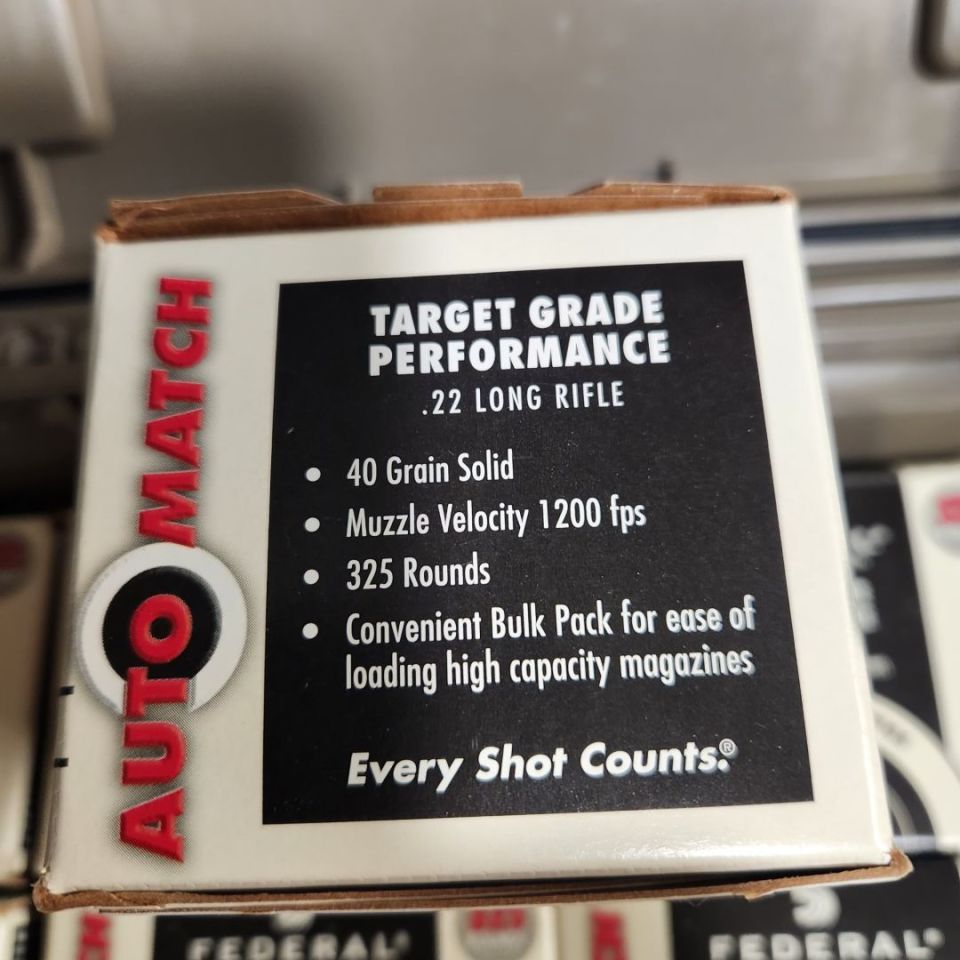 AUTOMATCH
TARGET GRADE
PERFORMANCE
.22 LONG RIFLE
• 40 Grain Solid
• Muzzle Velocity 1200 fps
• 325 Rounds
• Convenient Bulk Pack for ease of
loading high capacity magazines
Every Shot Counts.®
FEDERAL®
FEDERAL®